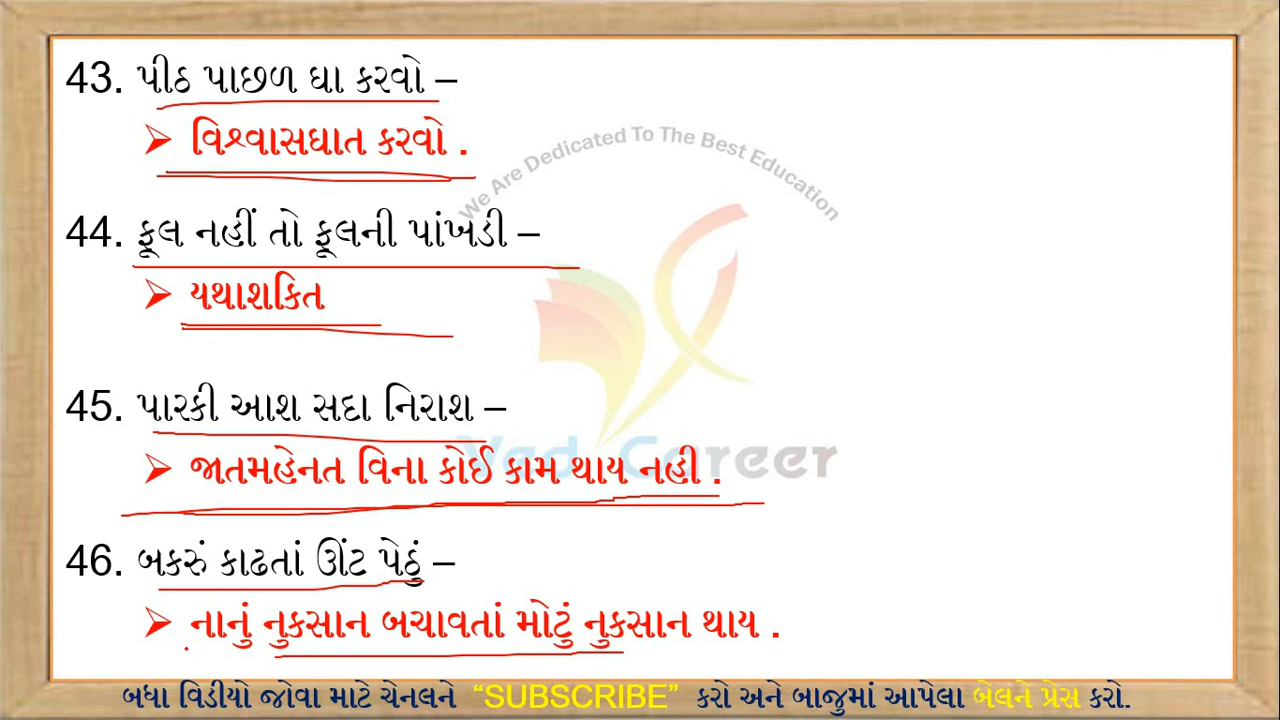 43. પીઠ પાછળ ઘા કરવો –
➢ વિશ્વાસઘાત કરવો .
We Are Dedicated To The Best Education
44. ફૂલ નહીં તો ફૂલની પાંખડી –
➢ યથાશકિત
45. પારકી આશ સદા નિરાશ –
Ved Career
➢ જાતમહેનત વિના કોઈ કામ થાય નહી .
46. બકરું કાઢતાં ઊંટ પેઠું –
➢ નાનું નુકસાન બચાવતાં મોટું નુકસાન થાય .
બધા વિડીયો જોવા માટે ચેનલને “SUBSCRIBE” કરો અને બાજુમાં આપેલા બેલને પ્રેસ કરો.